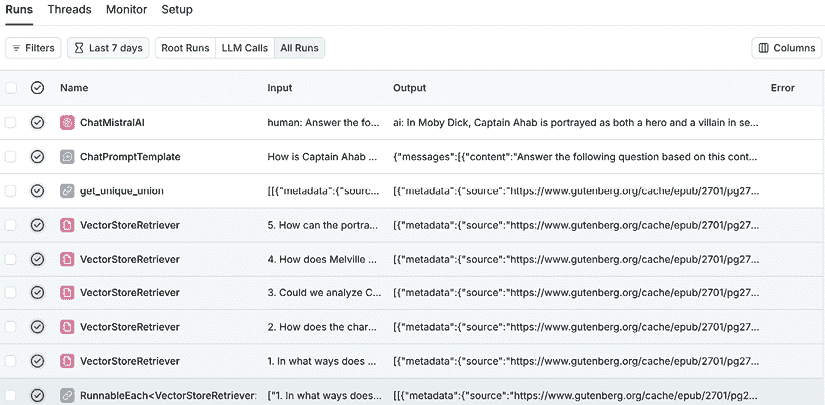 Runs Threads Monitor Setup
Filters Last 7 days Root Runs LLM Calls All Runs Columns
Name Input Output Error
ChatMistralAI human: Answer the fo... ai: In Moby Dick, Captain Ahab is portrayed as both a hero and a villain in se...
ChatPromptTemplate How is Captain Ahab ... {"messages":[{"content":"Answer the following question based on this cont...
get_unique_union [[{"metadata":{"sourc... [{"metadata":{"source":"https://www.gutenberg.org/cache/epub/2701/pg27...
VectorStoreRetriever 5. How can the portra... [{"metadata":{"source":"https://www.gutenberg.org/cache/epub/2701/pg27...
VectorStoreRetriever 4. How does Melville ... [{"metadata":{"source":"https://www.gutenberg.org/cache/epub/2701/pg27...
VectorStoreRetriever 3. Could we analyze C... [{"metadata":{"source":"https://www.gutenberg.org/cache/epub/2701/pg27...
VectorStoreRetriever 2. How does the char... [{"metadata":{"source":"https://www.gutenberg.org/cache/epub/2701/pg27...
VectorStoreRetriever 1. In what ways does ... [{"metadata":{"source":"https://www.gutenberg.org/cache/epub/2701/pg27...
RunnableEach<VectorStoreRetriever: ["1. In what ways does... [[{"metadata":{"source":"https://www.gutenberg.org/cache/epub/2701/pg2...